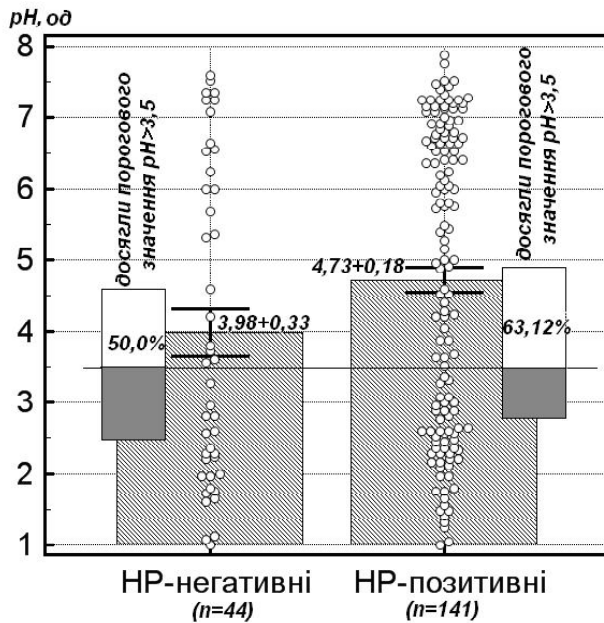 pH, од
8
7
6
5
4
3
2
1
досягли порогового
значення pH>3,5
50,0%
3,98+0,33
4,73+0,18
досягли порогового
значення pH>3,5
63,12%
НР-негативні
(n=44)
НР-позитивні
(n=141)